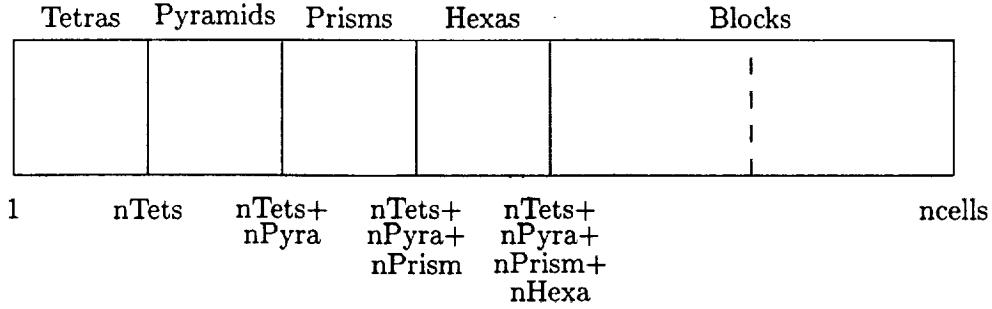 Tetras Pyramids Prisms Hexas Blocks
1 nTets nTets+ nTets+ nTets+ ncells
nPyra nPyra+ nPyra+
nPrism nPrism+
nHexa